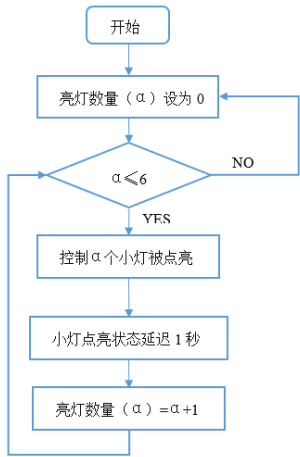 开始
亮灯数量（α）设为 0
α≤6
NO
YES
控制α个小灯被点亮
小灯点亮状态延迟 1 秒
亮灯数量（α）=α+1